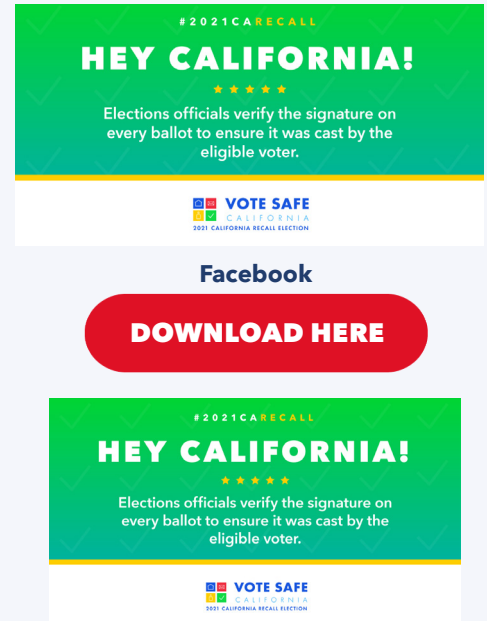 #2021CARECALL
HEY CALIFORNIA!
Elections officials verify the signature on
every ballot to ensure it was cast by the
eligible voter.
VOTE SAFE
CALIFORNIA
2021 CALIFORNIA RECALL ELECTION
Facebook
DOWNLOAD HERE
#2021CARECALL
HEY CALIFORNIA!
Elections officials verify the signature on
every ballot to ensure it was cast by the
eligible voter.
VOTE SAFE
CALIFORNIA
2021 CALIFORNIA RECALL ELECTION